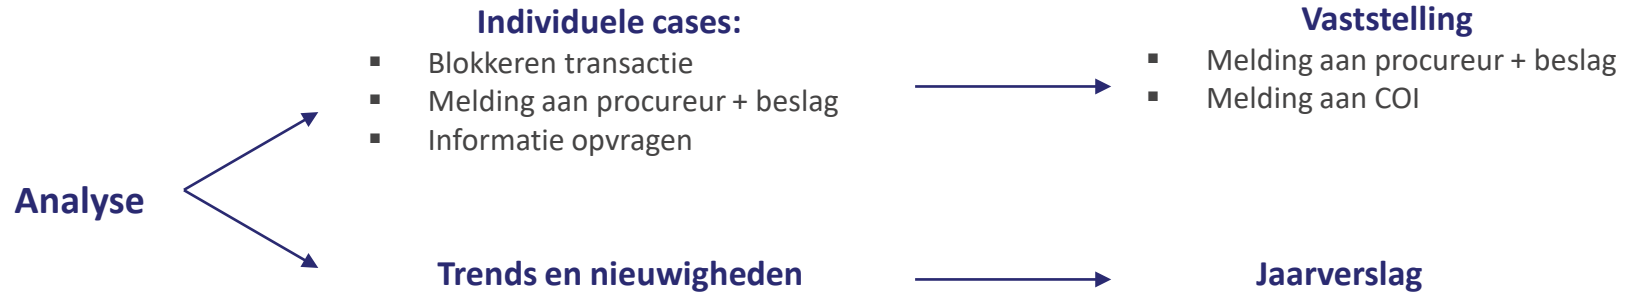 Individuele cases:
▪ Blokkeren transactie
▪ Melding aan procureur + beslag
▪ Informatie opvragen
Vaststelling
▪ Melding aan procureur + beslag
▪ Melding aan COI
Analyse
Trends en nieuwigheden
Jaarverslag